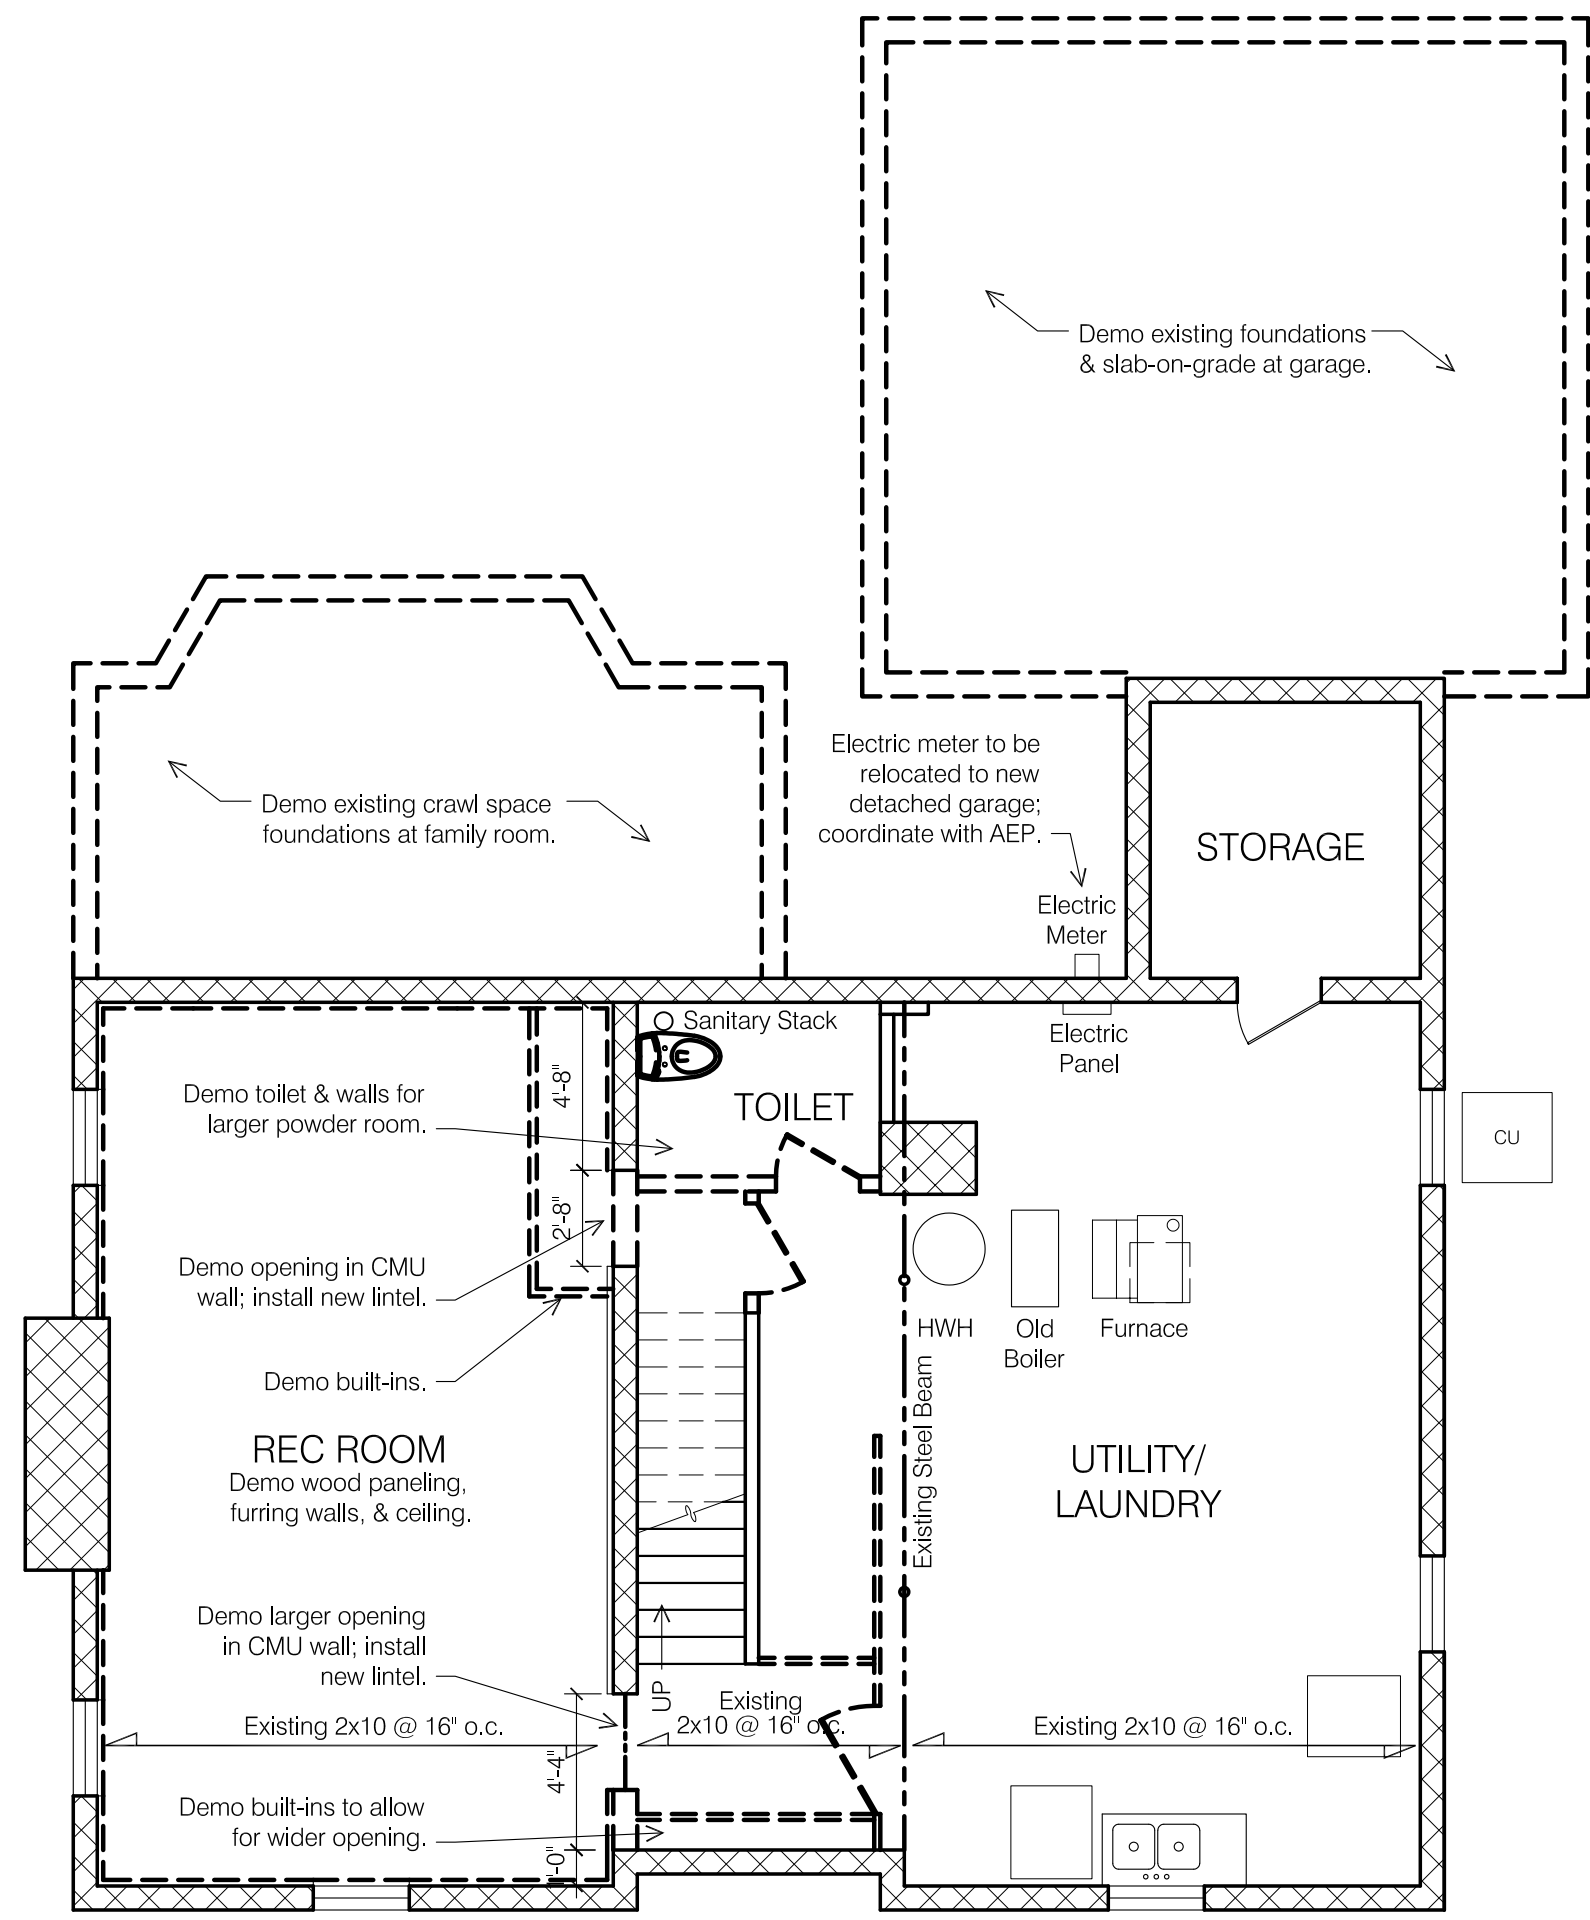 Demo existing foundations
& slab-on-grade at garage.
Electric meter to be
relocated to new
detached garage;
coordinate with AEP.
Demo existing crawl space
foundations at family room.
STORAGE
Electric
Meter
Sanitary Stack
Electric
Panel
4'-8"
Demo toilet & walls for
larger powder room.
TOILET
CU
2'-8"
Demo opening in CMU
wall; install new lintel.
HWH
Old
Boiler
Furnace
Demo built-ins.
Existing Steel Beam
REC ROOM
Demo wood paneling,
furring walls, & ceiling.
UTILITY/
LAUNDRY
Demo larger opening
in CMU wall; install
new lintel.
UP
Existing 2x10 @ 16" o.c.
Existing
2x10 @ 16" o.c.
Existing 2x10 @ 16" o.c.
4'-4"
Demo built-ins to allow
for wider opening.
1'-0"